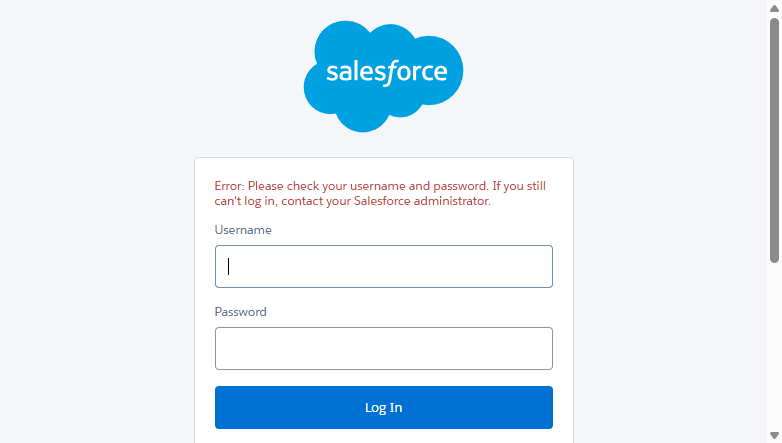 salesforce
Error: Please check your username and password. If you still
can't log in, contact your Salesforce administrator.
Username
Password
Log In